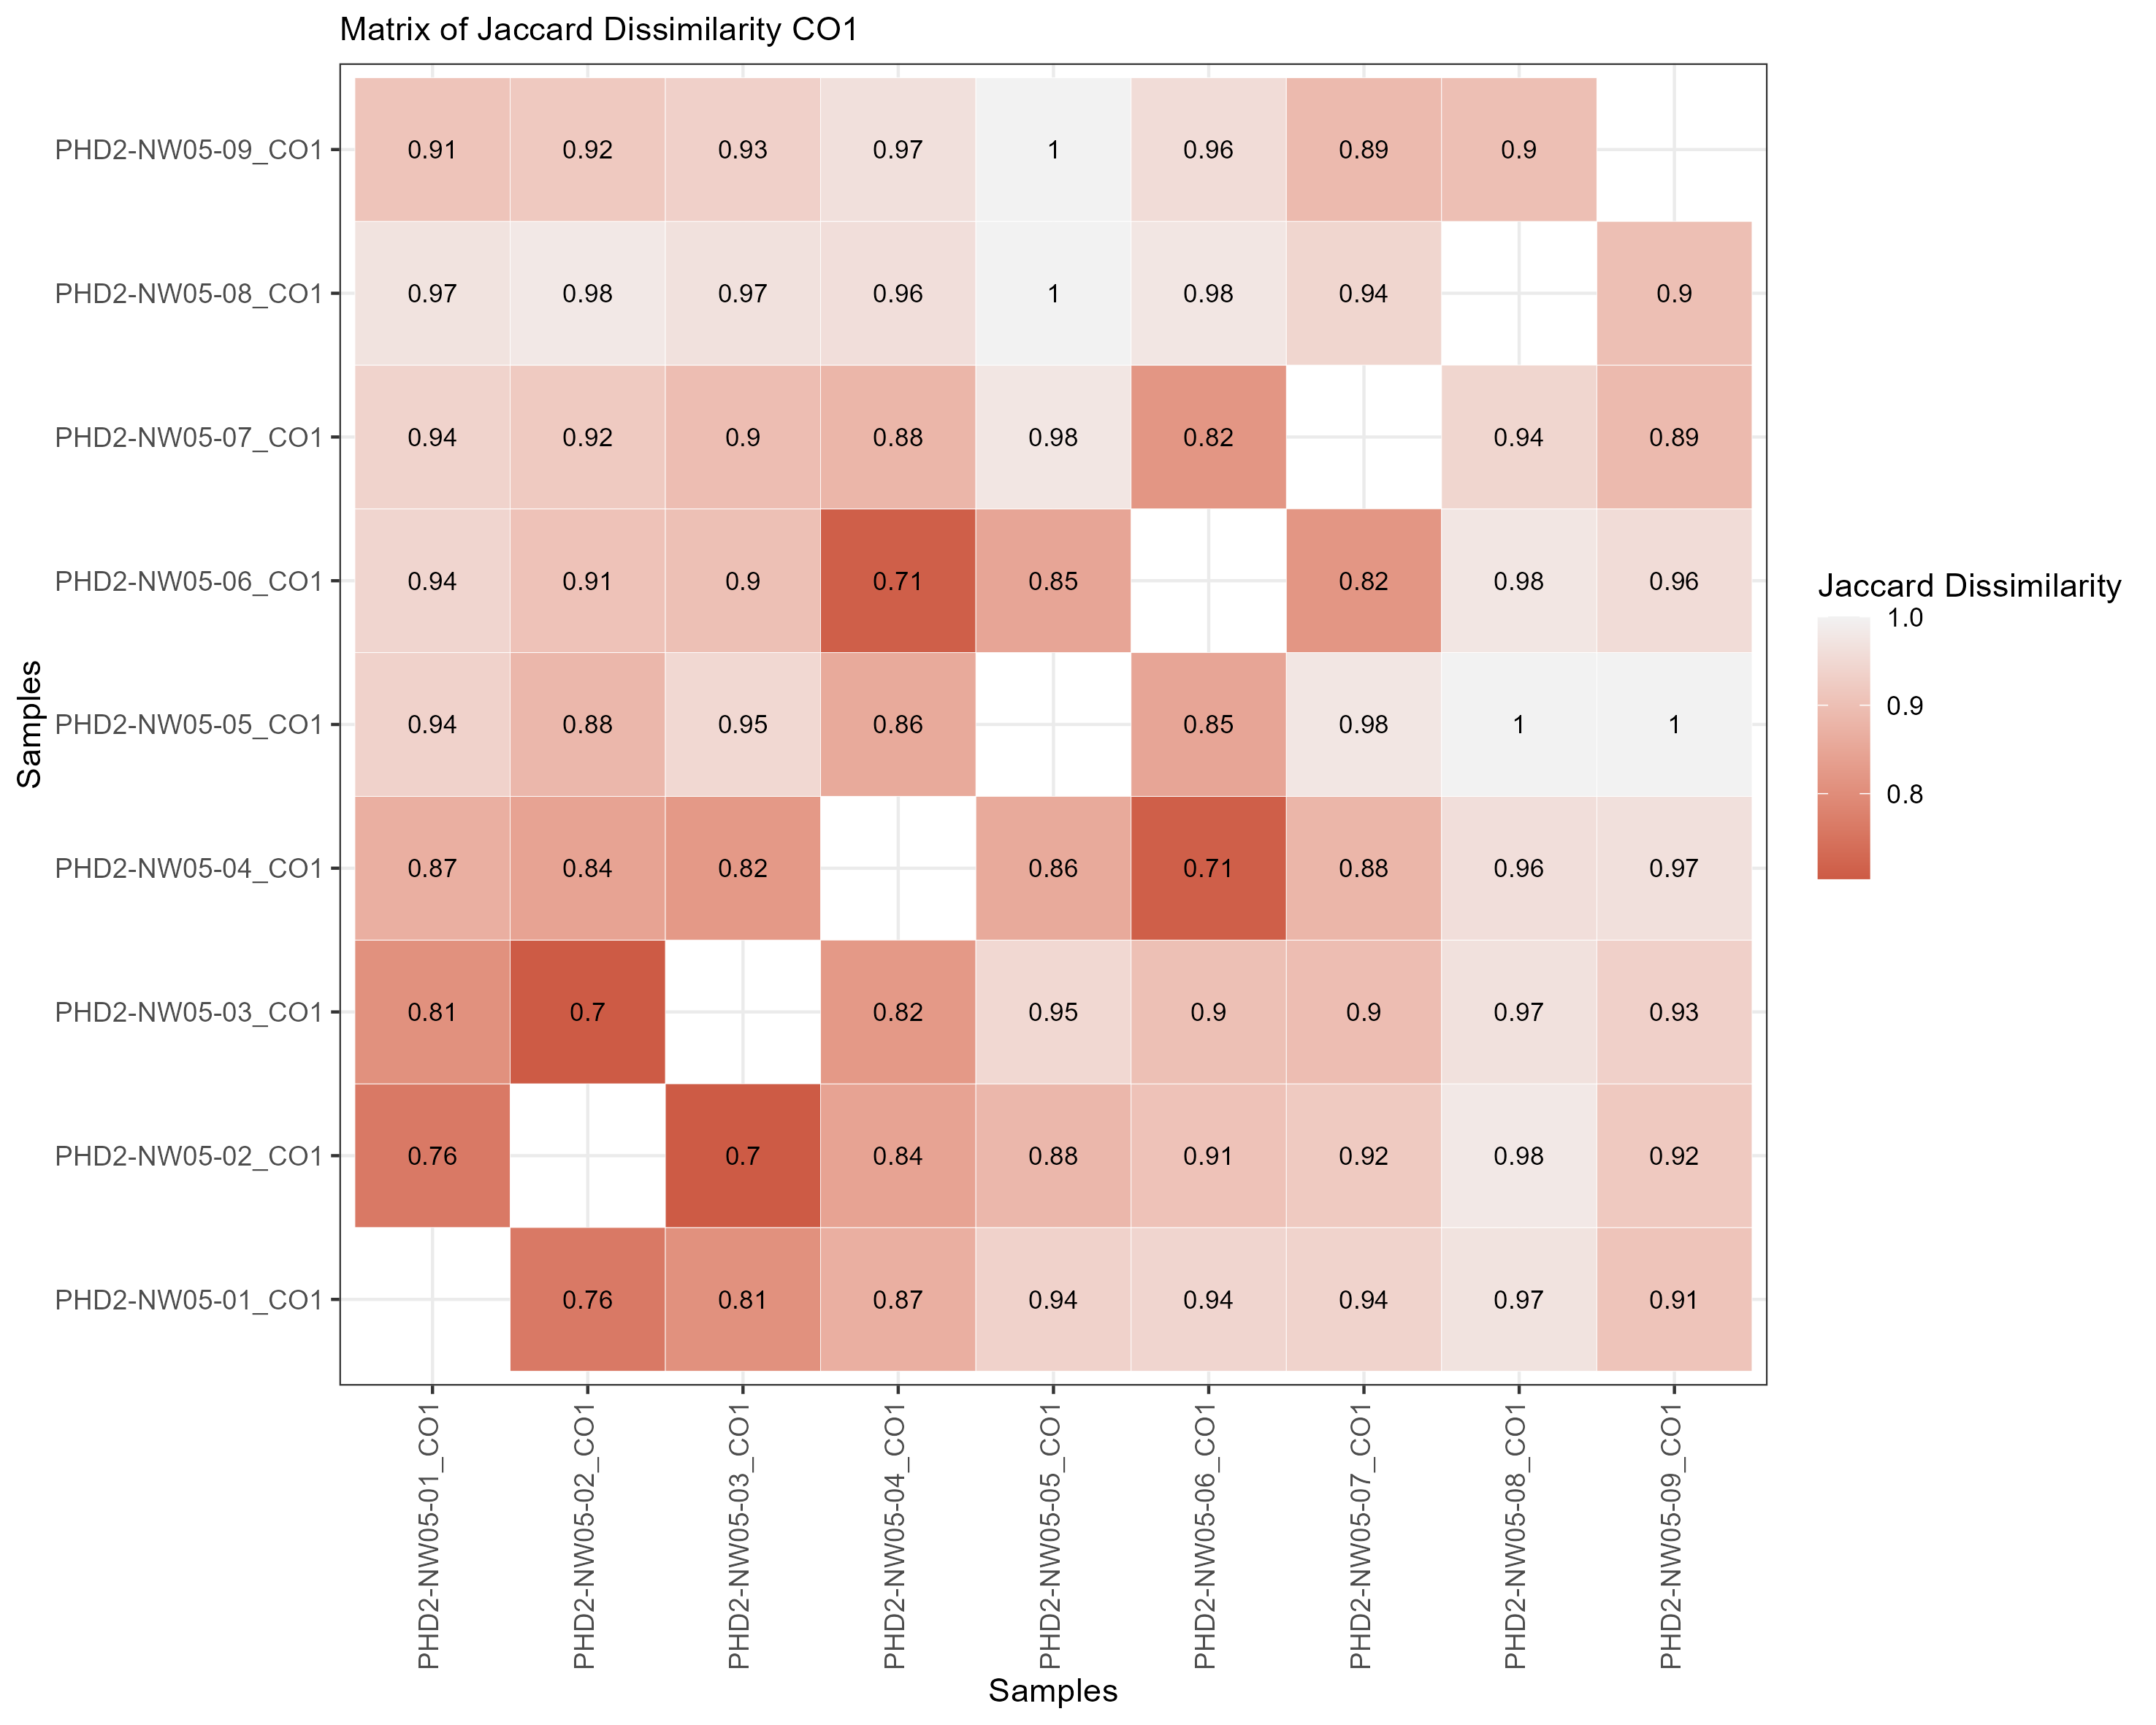 Matrix of Jaccard Dissimilarity CO1
PHD2-NW05-09_CO1 0.91 0.92 0.93 0.97 1 0.96 0.89 0.9
PHD2-NW05-08_CO1 0.97 0.98 0.97 0.96 1 0.98 0.94 0.9
PHD2-NW05-07_CO1 0.94 0.92 0.9 0.88 0.98 0.82 0.94 0.89
PHD2-NW05-06_CO1 0.94 0.91 0.9 0.71 0.85 0.82 0.98 0.96
PHD2-NW05-05_CO1 0.94 0.88 0.95 0.86 0.85 0.98 1 1
PHD2-NW05-04_CO1 0.87 0.84 0.82 0.86 0.71 0.88 0.96 0.97
PHD2-NW05-03_CO1 0.81 0.7 0.82 0.95 0.9 0.9 0.97 0.93
PHD2-NW05-02_CO1 0.76 0.7 0.84 0.88 0.91 0.92 0.98 0.92
PHD2-NW05-01_CO1 0.76 0.81 0.87 0.94 0.94 0.94 0.97 0.91
Samples
PHD2-NW05-01_CO1
PHD2-NW05-02_CO1
PHD2-NW05-03_CO1
PHD2-NW05-04_CO1
PHD2-NW05-05_CO1
PHD2-NW05-06_CO1
PHD2-NW05-07_CO1
PHD2-NW05-08_CO1
PHD2-NW05-09_CO1
Samples
Jaccard Dissimilarity
1.0
0.9
0.8